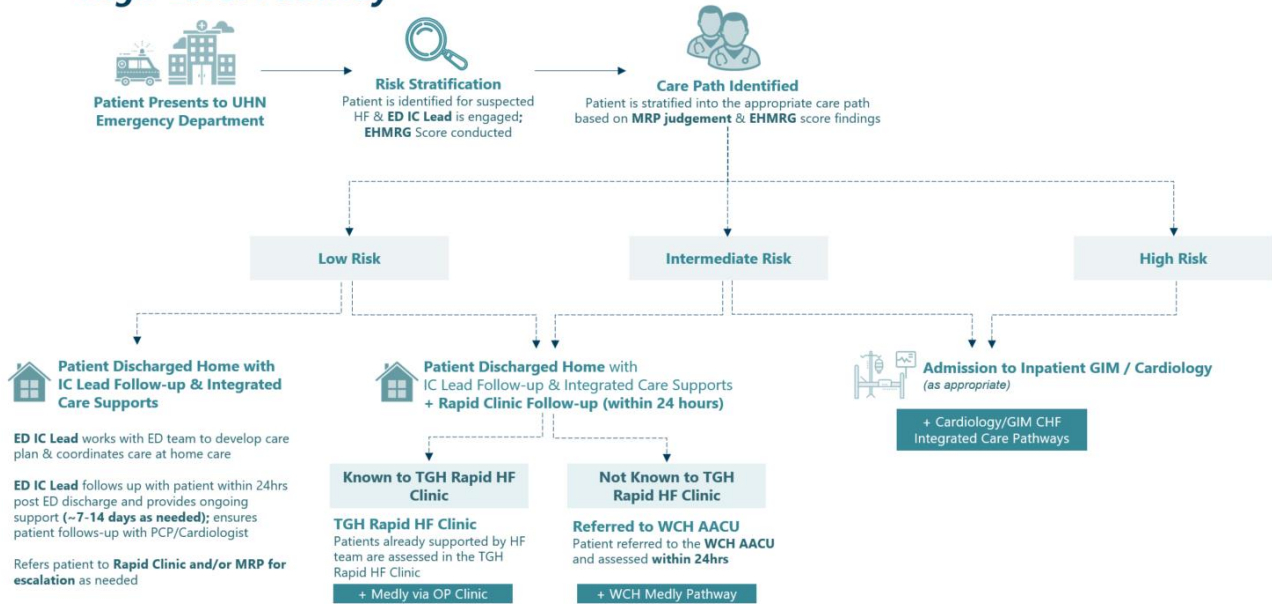 Patient Presents to UHN
Emergency Department
Risk Stratification
Patient is identified for suspected
HF & ED IC Lead is engaged;
EHMRG Score conducted
Care Path Identified
Patient is stratified into the appropriate care path
based on MRP judgement & EHMRG score findings
Low Risk
Intermediate Risk
High Risk
Patient Discharged Home with
IC Lead Follow-up & Integrated
Care Supports
ED IC Lead works with ED team to develop care
plan & coordinates care at home care
ED IC Lead follows up with patient within 24hrs
post ED discharge and provides ongoing
support (~7-14 days as needed); ensures
patient follows-up with PCP/Cardiologist
Refers patient to Rapid Clinic and/or MRP for
escalation as needed
Patient Discharged Home with
IC Lead Follow-up & Integrated Care Supports
+ Rapid Clinic Follow-up (within 24 hours)
Known to TGH Rapid HF
Clinic
TGH Rapid HF Clinic
Patients already supported by HF
team are assessed in the TGH
Rapid HF Clinic
+ Medly via OP Clinic
Not Known to TGH
Rapid HF Clinic
Referred to WCH AACU
Patient referred to the WCH AACU
and assessed within 24hrs
+ WCH Medly Pathway
Admission to Inpatient GIM / Cardiology
(as appropriate)
+ Cardiology/GIM CHF
Integrated Care Pathways